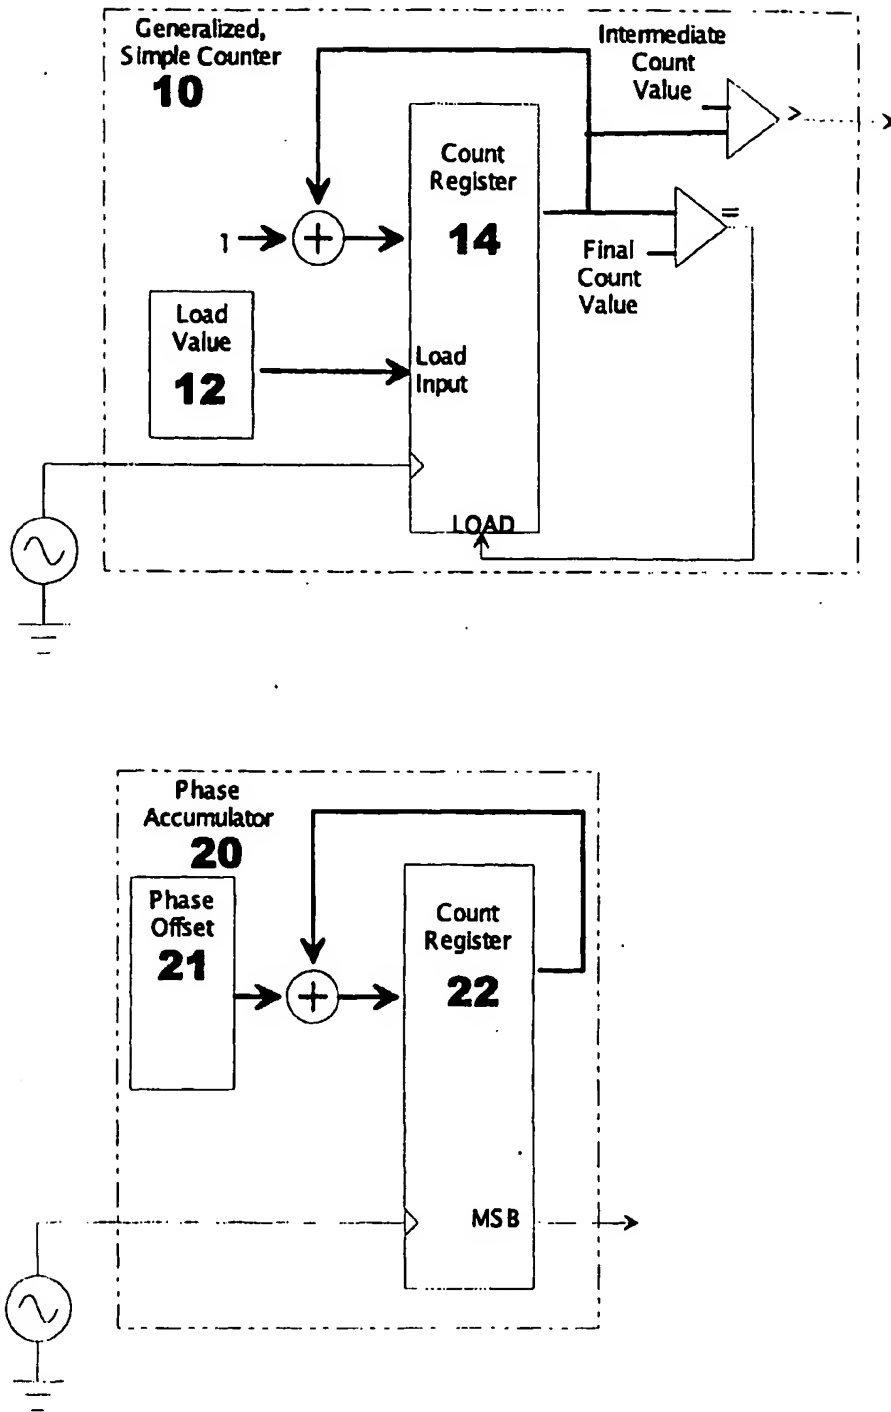 Generalized,
Simple Counter
10
Intermediate
Count
Value
>
Count
Register
14
=
1
+
Final
Count
Value
Load
Value
12
Load
Input
LOAD
Phase
Accumulator
20
Phase
Offset
21
Count
Register
22
+
MSB